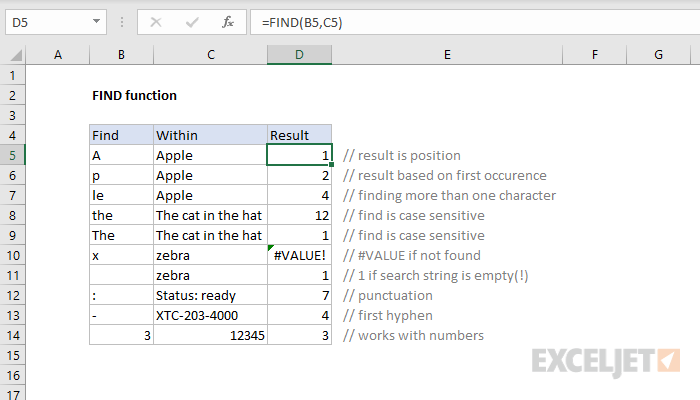 D5 fx =FIND(B5,C5)
A B C D E F G
1
2 FIND function
3
4 Find Within Result
5 A Apple 1 // result is position
6 p Apple 2 // result based on first occurence
7 le Apple 4 // finding more than one character
8 the The cat in the hat 12 // find is case sensitive
9 The The cat in the hat 1 // find is case sensitive
10 x zebra #VALUE! // #VALUE if not found
11 zebra 1 // 1 if search string is empty(!)
12 : Status: ready 7 // punctuation
13 - XTC-203-4000 4 // first hyphen
14 3 12345 3 // works with numbers
15
16
17
EXCELJET